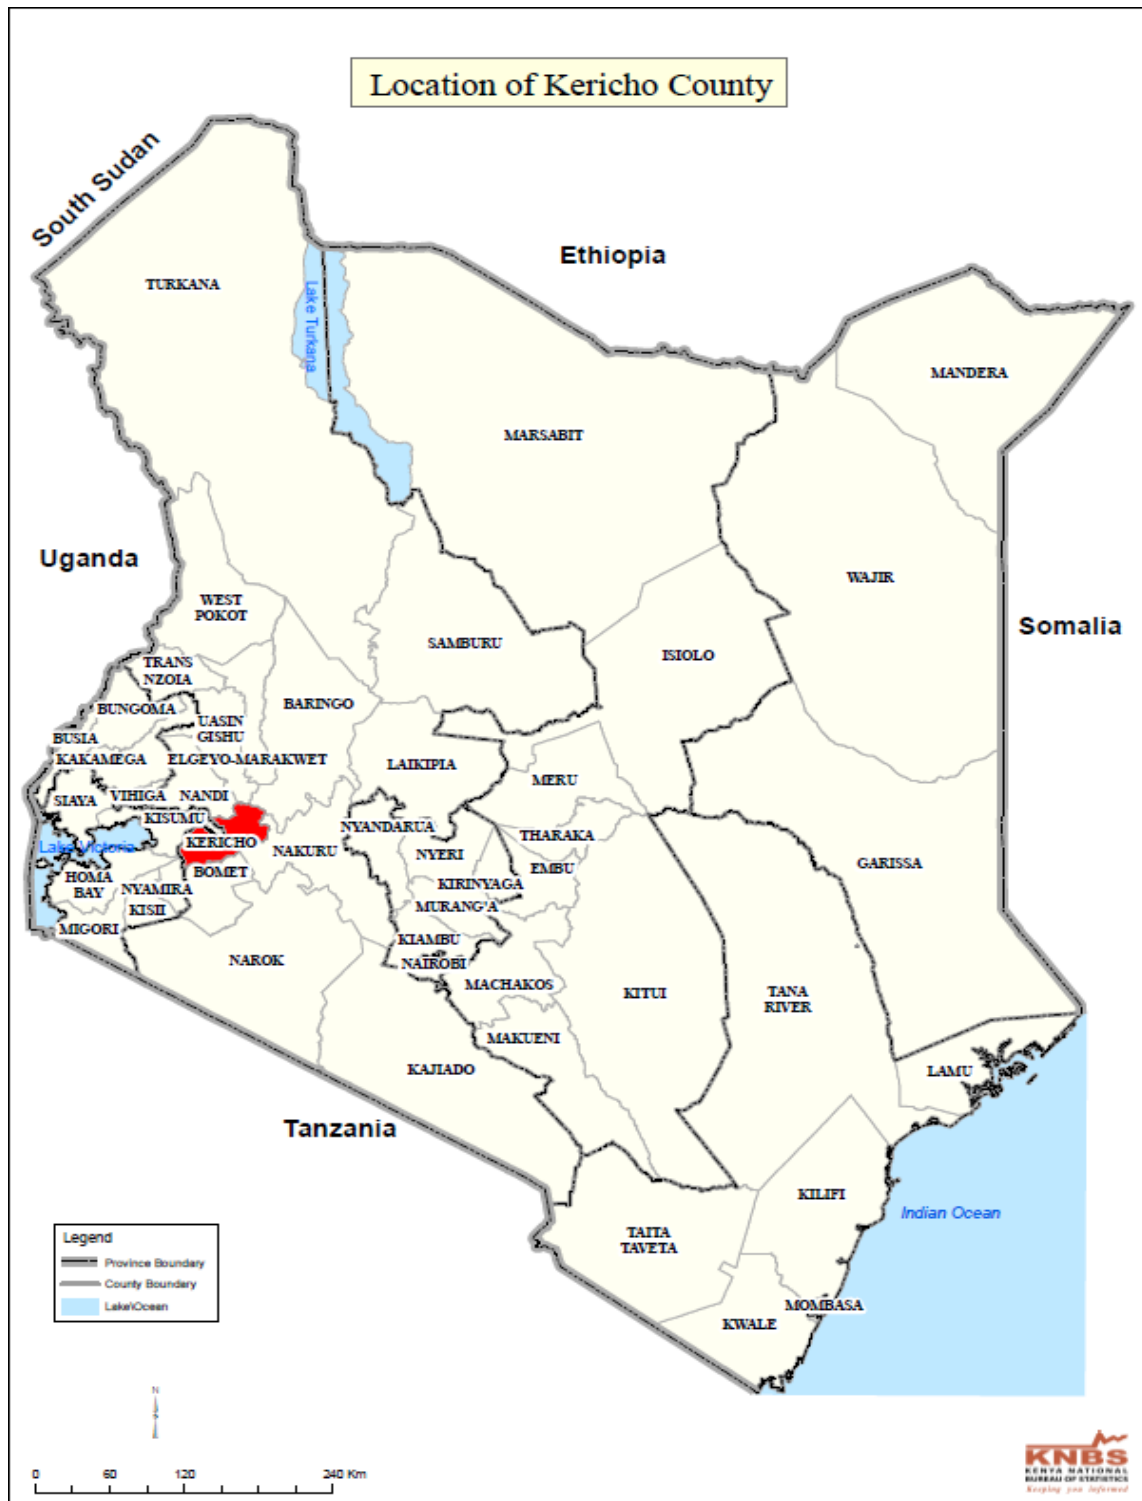 Location of Kericho County
South Sudan
Ethiopia
TURKANA
Lake Turkana
MANDERA
MARSABIT
Uganda
WAJIR
WEST
POKOT
Somalia
SAMBURU
ISIOLO
TRANS
NZOIA
BARINGO
BUNGOMA
UASIN
GISHU
BUSIA
KAKAMEGA
ELGEYO-MARAKWET
LAIKIPIA
MERU
SIAYA
VIHIGA
NANDI
KISUMU
NYANDARUA
THARAKA
Lake Victoria
KERICHO
NAKURU
NYERI
GARISSA
HOMA
BAY
BOMET
EMBU
NYAMIRA
KIRINYAGA
KISII
MURANG'A
MIGORI
KIAMBU
NAROK
NAIROBI
MACHAKOS
KITUI
TANA
RIVER
MAKUENI
KAJIADO
LAMU
Tanzania
KILIFI
Indian Ocean
TAITA
TAVETA
Legend
Province Boundary
County Boundary
Lake\Ocean
MOMBASA
KWALE
N
0 60 120 240 Km
KNBS
KENYA NATIONAL
BUREAU OF STATISTICS
Keeping you informed